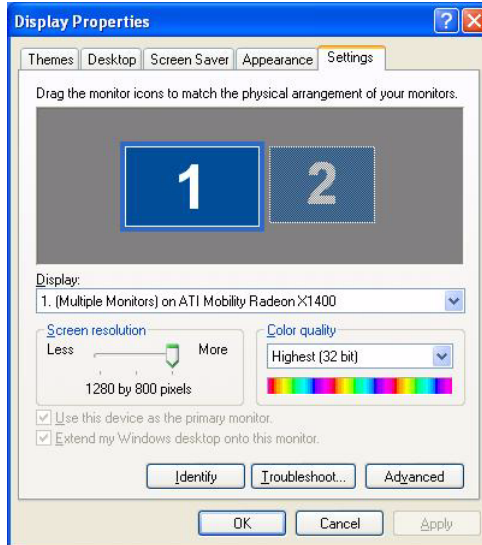 Display Properties
Themes Desktop Screen Saver Appearance Settings
Drag the monitor icons to match the physical arrangement of your monitors.
1 2
Display:
1. (Multiple Monitors) on ATI Mobility Radeon X1400
Screen resolution
Less More
1280 by 800 pixels
Color quality
Highest (32 bit)
Use this device as the primary monitor.
Extend my Windows desktop onto this monitor.
Identify Troubleshoot... Advanced
OK Cancel Apply